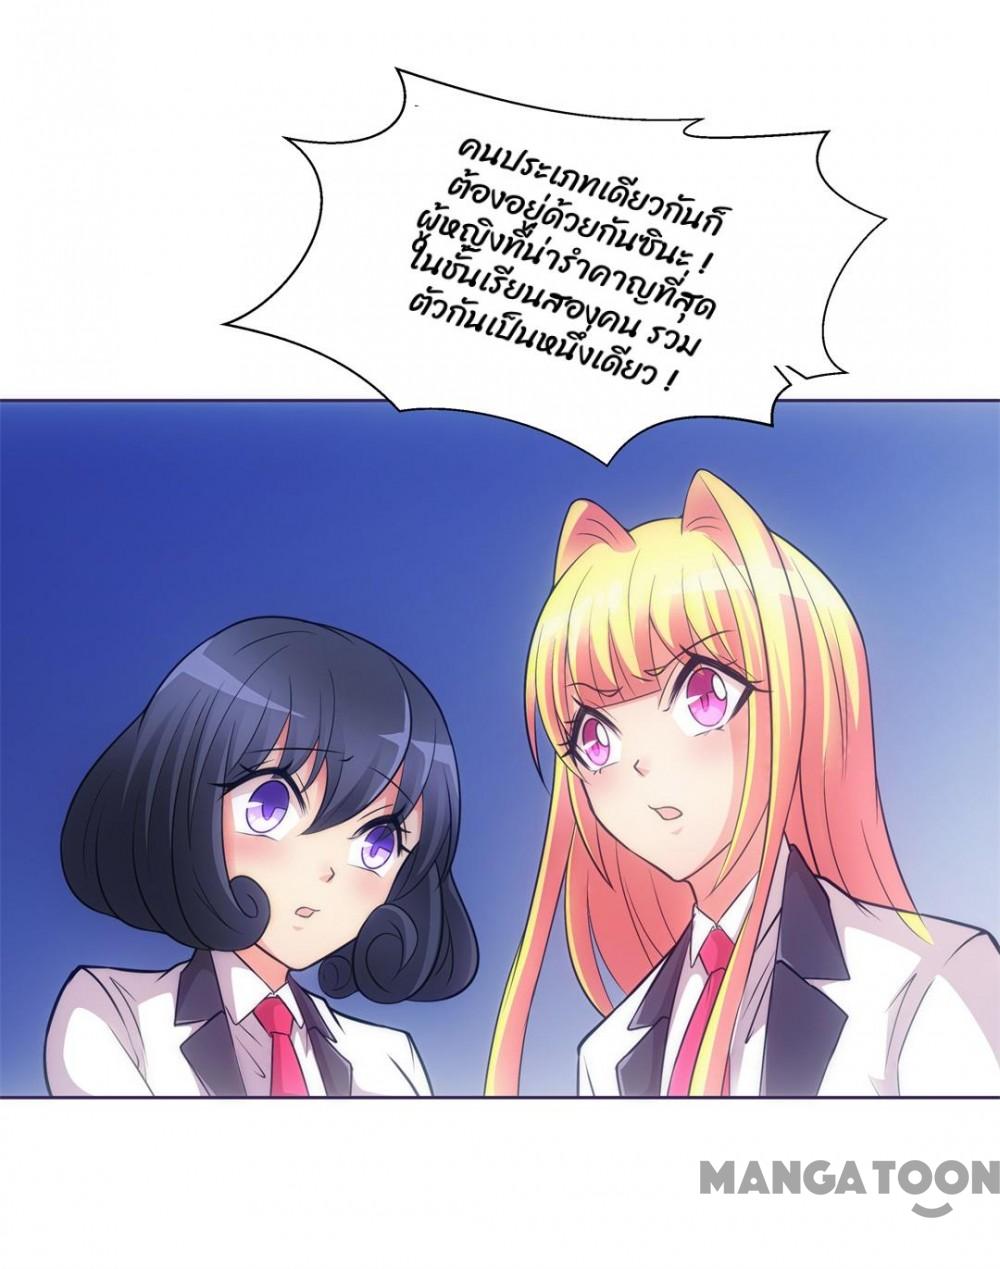 คนประเภทเดียวกันก็
ต้องอยู่ด้วยกันซินะ !
ผู้หญิงที่น่ารำคาญที่สุด
ในชั้นเรียนสองคน รวม
ตัวกันเป็นหนึ่งเดียว !
MANGATOON